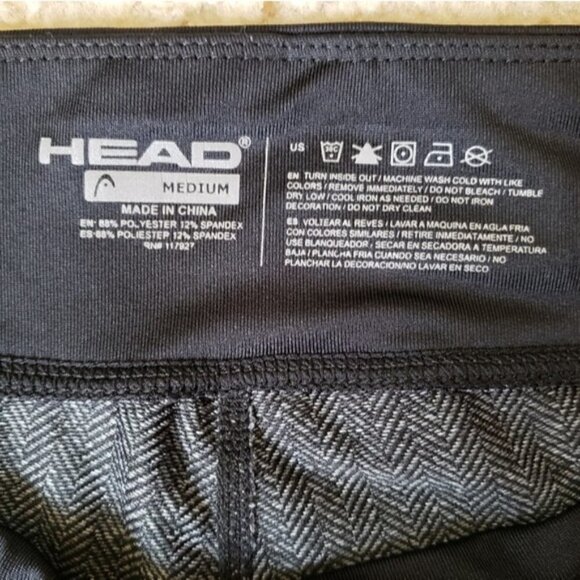 HEAD®
MEDIUM
MADE IN CHINA
EN- 88% POLYESTER 12% SPANDEX
ES-88% POLIESTER 12% SPANDEX
RN# 117927
US 30C
EN TURN INSIDE OUT / MACHINE WASH COLD WITH LIKE
COLORS / REMOVE IMMEDIATELY / DO NOT BLEACH / TUMBLE
DRY LOW / COOL IRON AS NEEDED / DO NOT IRON
DECORATION / DO NOT DRY CLEAN
ES VOLTEAR AL REVES / LAVAR A MAQUINA EN AGLA FRIA
CON COLORES SIMILARES / RETIRE INMEDIATAMENTE / NO
USE BLANQUEADOR / SECAR EN SECADORA A TEMPERATURA
BAJA / PLANCHA FRIA CUANDO SEA NECESARIO / NO
PLANCHAR LA DECORACION/NO LAVAR EN SECO